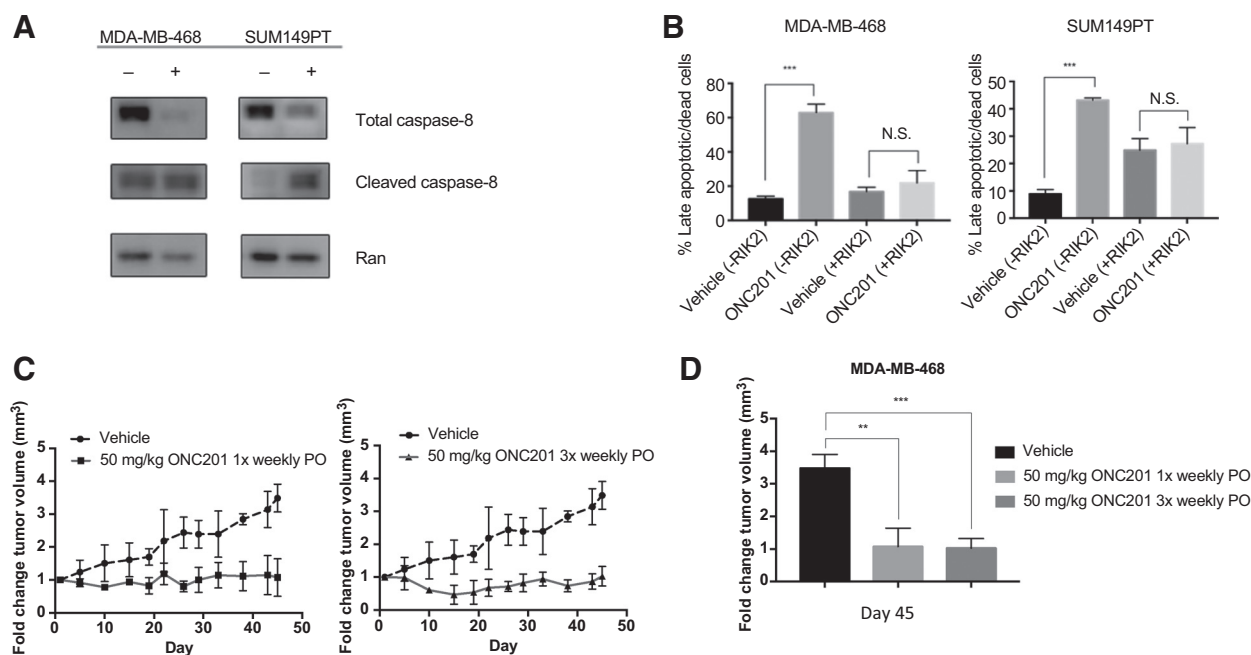 A
MDA-MB-468 SUM149PT
– + – +
Total caspase-8
Cleaved caspase-8
Ran
B
MDA-MB-468
% Late apoptotic/dead cells
80
60
40
20
0
***
N.S.
Vehicle (-RIK2)
ONC201 (-RIK2)
Vehicle (+RIK2)
ONC201 (+RIK2)
SUM149PT
% Late apoptotic/dead cells
50
40
30
20
10
0
***
N.S.
Vehicle (-RIK2)
ONC201 (-RIK2)
Vehicle (+RIK2)
ONC201 (+RIK2)
C
Fold change tumor volume (mm³)
5
4
3
2
1
0
Vehicle
50 mg/kg ONC201 1x weekly PO
0 10 20 30 40 50
Day
Fold change tumor volume (mm³)
5
4
3
2
1
0
Vehicle
50 mg/kg ONC201 3x weekly PO
0 10 20 30 40 50
Day
D
MDA-MB-468
Fold change tumor volume (mm³)
5
4
3
2
1
0
***
**
Day 45
Vehicle
50 mg/kg ONC201 1x weekly PO
50 mg/kg ONC201 3x weekly PO